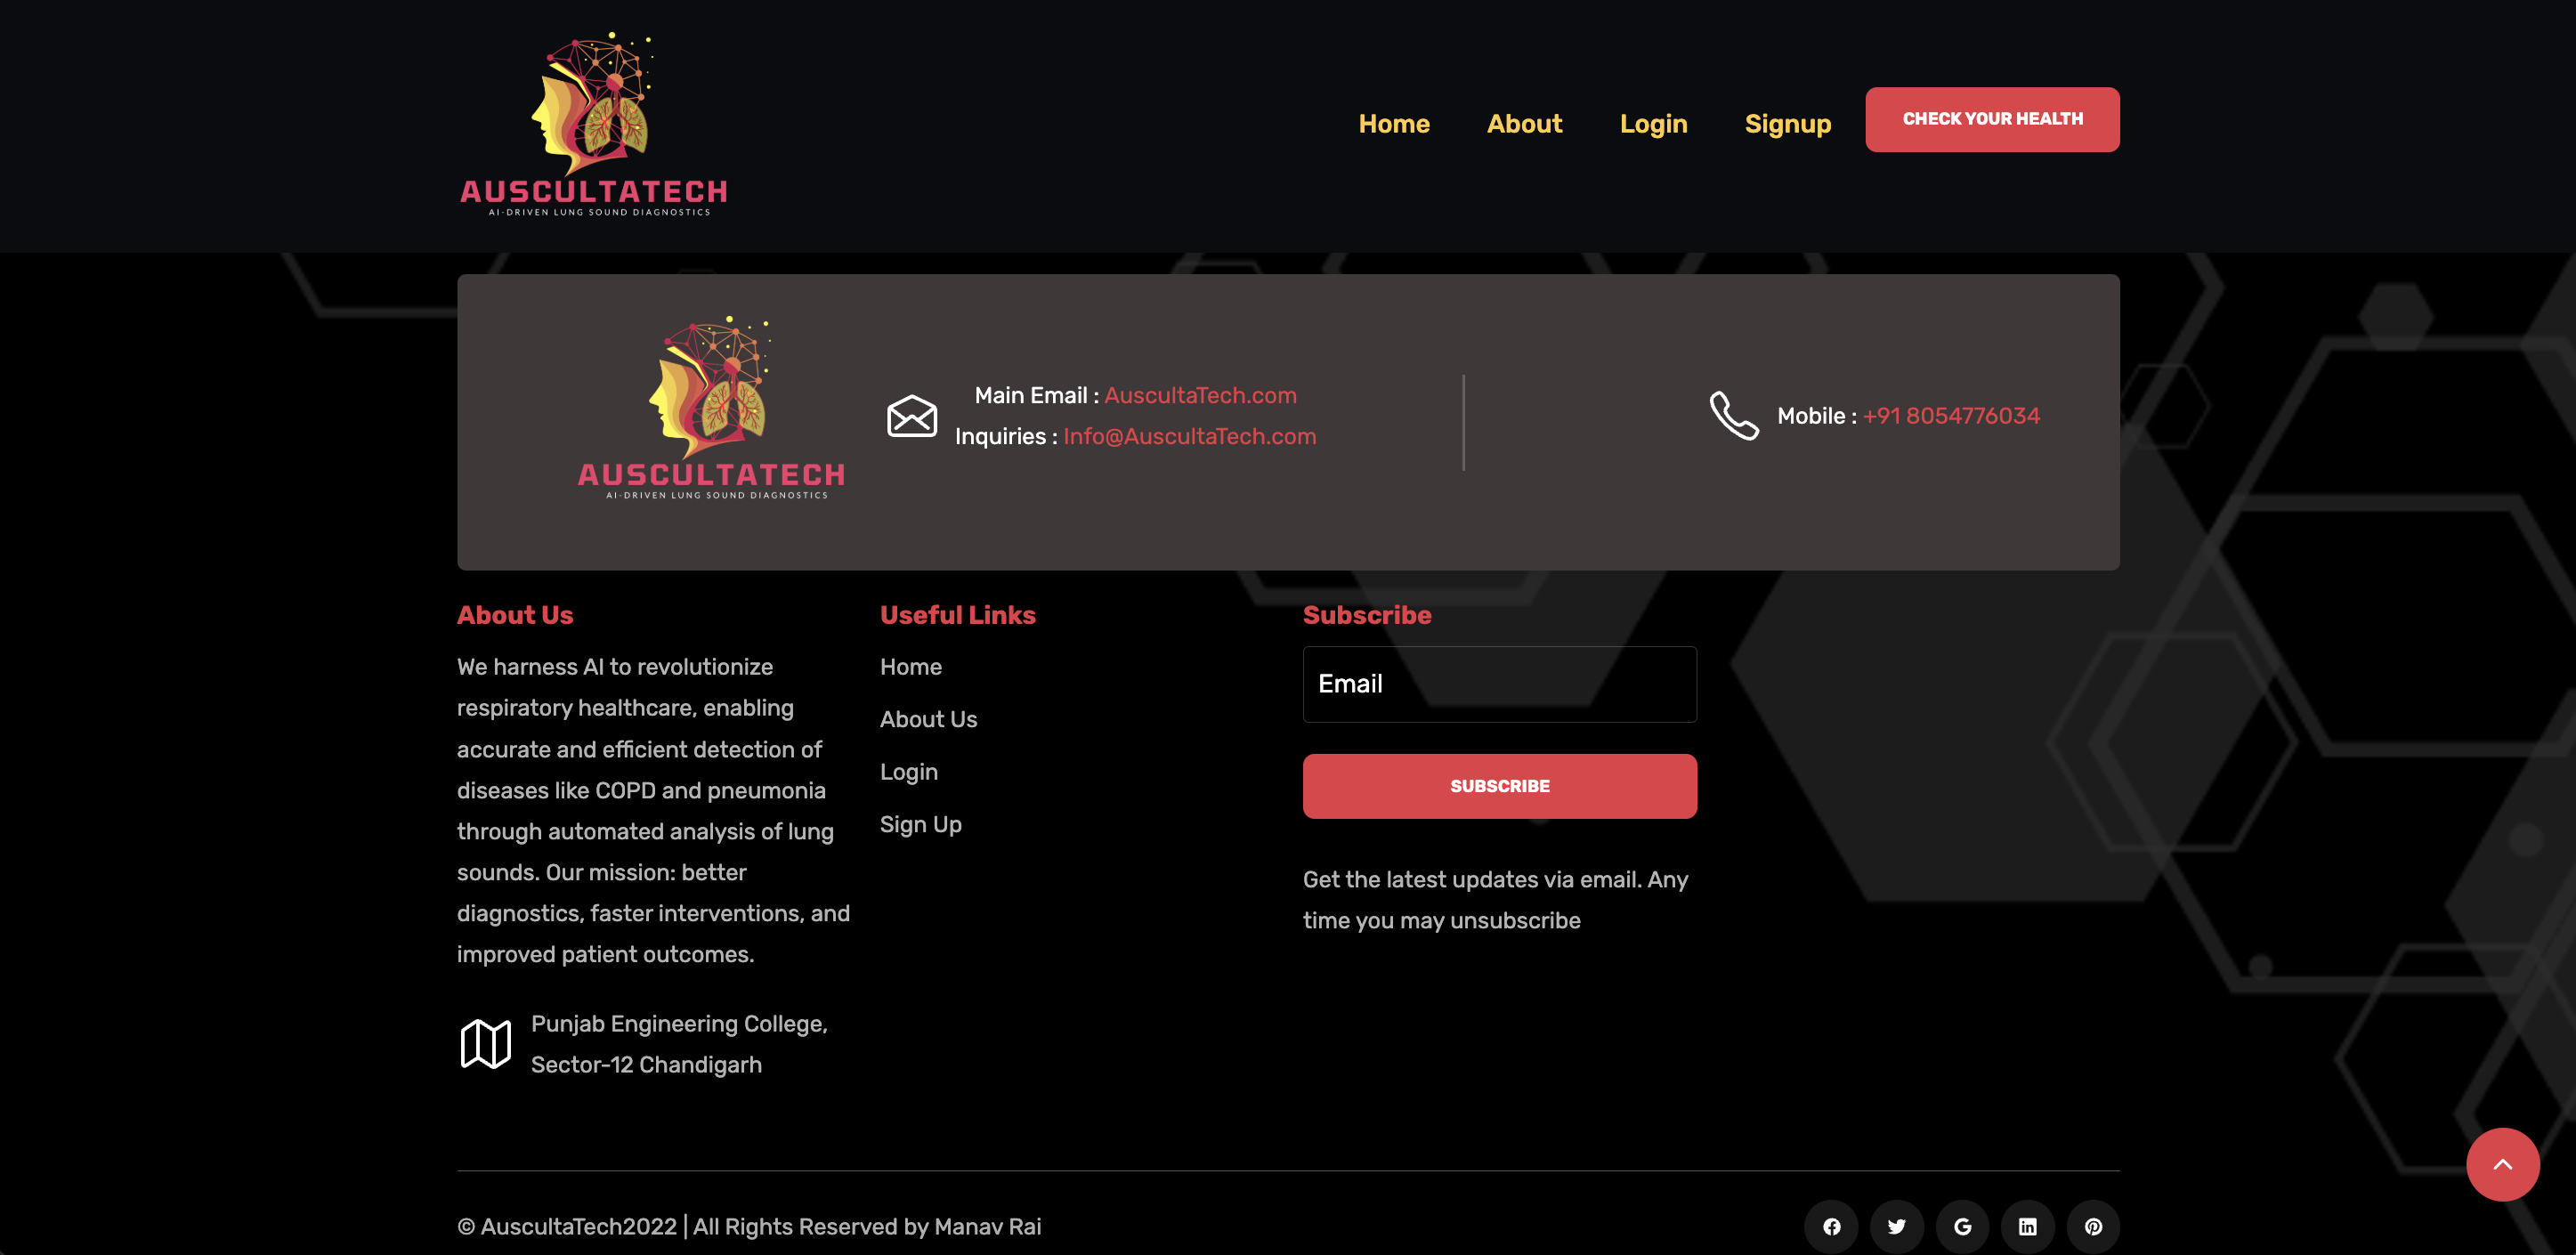 AUSCULTATECH
AI-DRIVEN LUNG SOUND DIAGNOSTICS
Home About Login Signup CHECK YOUR HEALTH
AUSCULTATECH
AI-DRIVEN LUNG SOUND DIAGNOSTICS
Main Email : AuscultaTech.com
Inquiries : Info@AuscultaTech.com
Mobile : +91 8054776034
About Us
We harness AI to revolutionize
respiratory healthcare, enabling
accurate and efficient detection of
diseases like COPD and pneumonia
through automated analysis of lung
sounds. Our mission: better
diagnostics, faster interventions, and
improved patient outcomes.
Punjab Engineering College,
Sector-12 Chandigarh
Useful Links
Home
About Us
Login
Sign Up
Subscribe
Email
SUBSCRIBE
Get the latest updates via email. Any
time you may unsubscribe
© AuscultaTech2022 | All Rights Reserved by Manav Rai